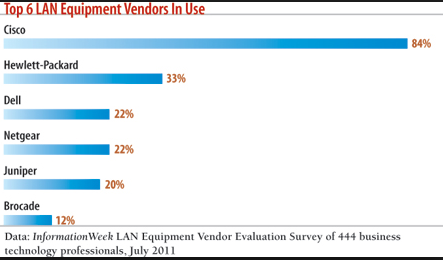 Top 6 LAN Equipment Vendors In Use
Cisco
84%
Hewlett-Packard
33%
Dell
22%
Netgear
22%
Juniper
20%
Brocade
12%
Data: InformationWeek LAN Equipment Vendor Evaluation Survey of 444 business
technology professionals, July 2011